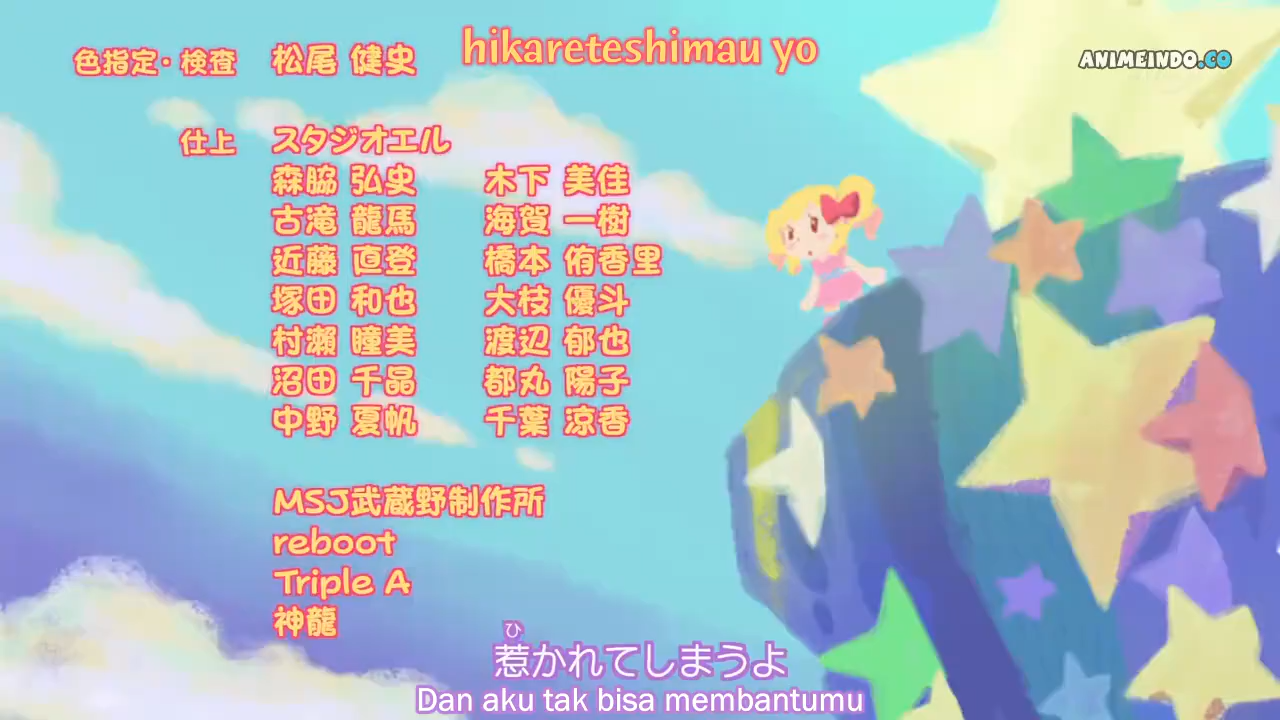 hikareteshimau yo
ANIMEINDO.CO
色指定・検査 松尾 健史
仕上 スタジオエル
森脇 弘史 木下 美佳
古滝 龍馬 海賀 一樹
近藤 直登 橋本 侑香里
塚田 和也 大枝 優斗
村瀬 瞳美 渡辺 郁也
沼田 千晶 都丸 陽子
中野 夏帆 千葉 涼香
MSJ武蔵野制作所
reboot
Triple A
神龍
ひ
惹かれてしまうよ
Dan aku tak bisa membantumu